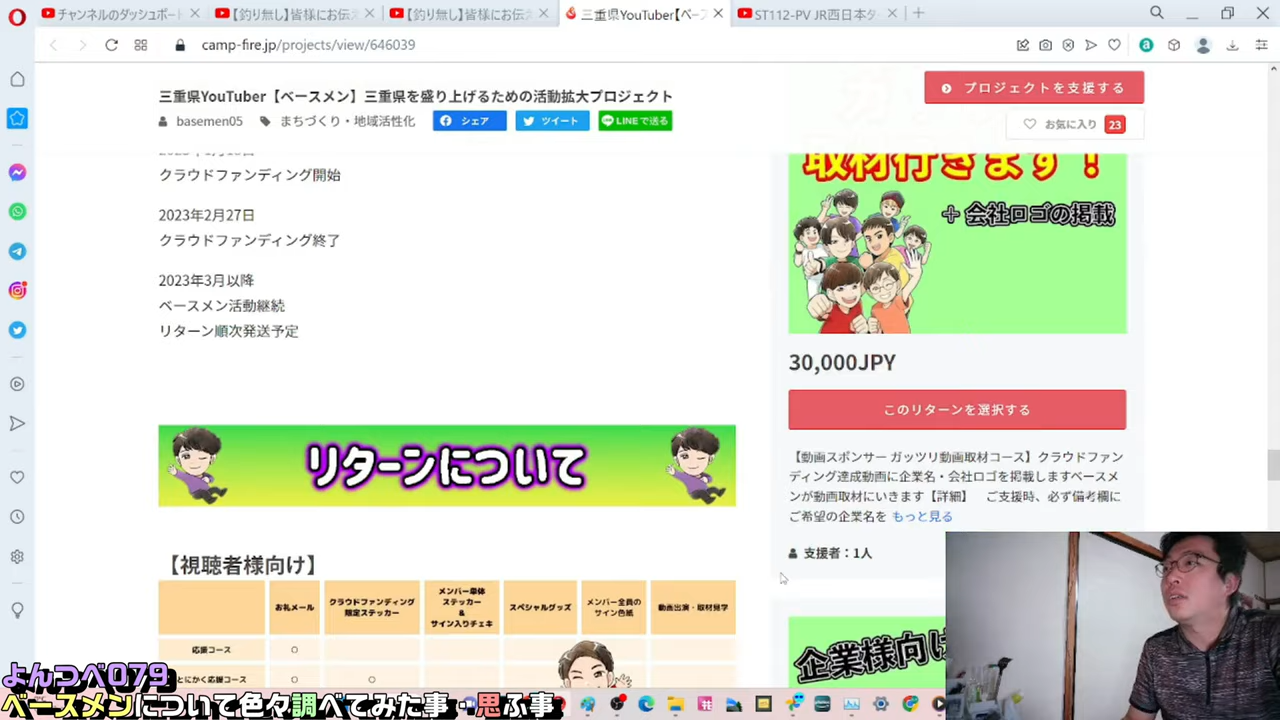 チャンネルのダッシュボート
【釣り無し】皆様にお伝え
【釣り無し】皆様にお伝え
三重県YouTuber【ベース
ST112-PV JR西日本タ
camp-fire.jp/projects/view/646039
三重県YouTuber【ベースメン】三重県を盛り上げるための活動拡大プロジェクト
basemen05 まちづくり・地域活性化 シェア ツイート LINEで送る
プロジェクトを支援する
お気に入り 23
クラウドファンディング開始
2023年2月27日
クラウドファンディング終了
2023年3月以降
ベースメン活動継続
リターン順次発送予定
リターンについて
【視聴者様向け】
お礼メール
クラウドファンディング
限定ステッカー
メンバー単体
ステッカー
&
サイン入りチェキ
スペシャルグッズ
メンバー全員の
サイン色紙
動画出演・取材見学
応援コース ○
とにかく応援コース ○ ○
取材行きます!
+ 会社ロゴの掲載
30,000JPY
このリターンを選択する
【動画スポンサー ガッツリ動画取材コース】クラウドファ
ンディング達成動画に企業名・会社ロゴを掲載しますベースメ
ンが動画取材にいきます【詳細】 ご支援時、必ず備考欄に
ご希望の企業名を もっと見る
支援者:1人
企業様向け
よんつべ079
ベースメンについて色々調べてみた事・思ふ事